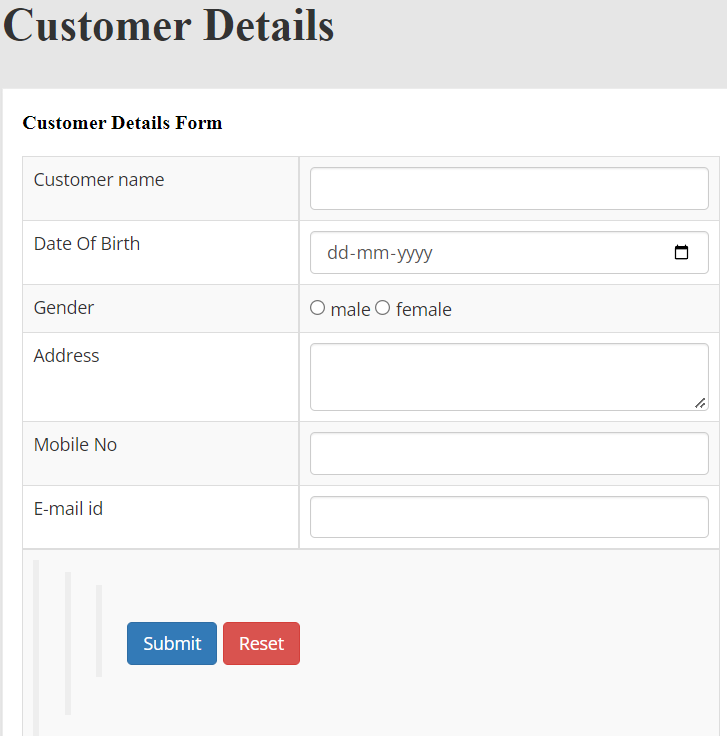 Customer Details
Customer Details Form
Customer name
Date Of Birth
dd-mm-yyyy
Gender
male female
Address
Mobile No
E-mail id
Submit Reset